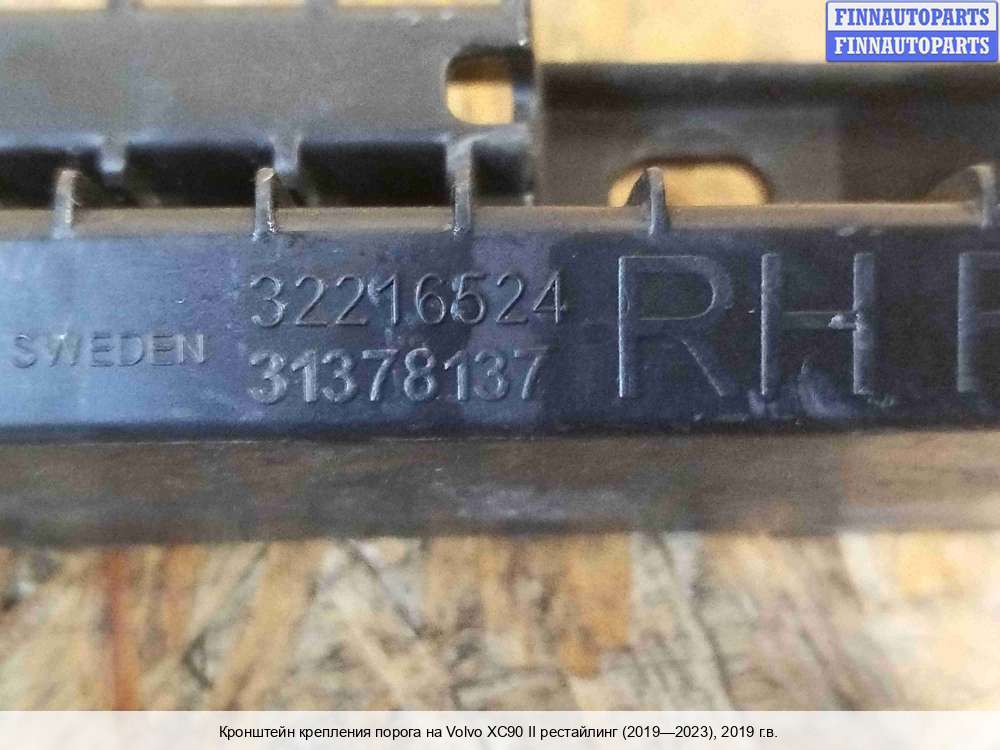 FINNAUTOPARTS
FINNAUTOPARTS
32216524
SWEDEN
31378137
RH
Кронштейн крепления порога на Volvo XC90 II рестайлинг (2019—2023), 2019 г.в.